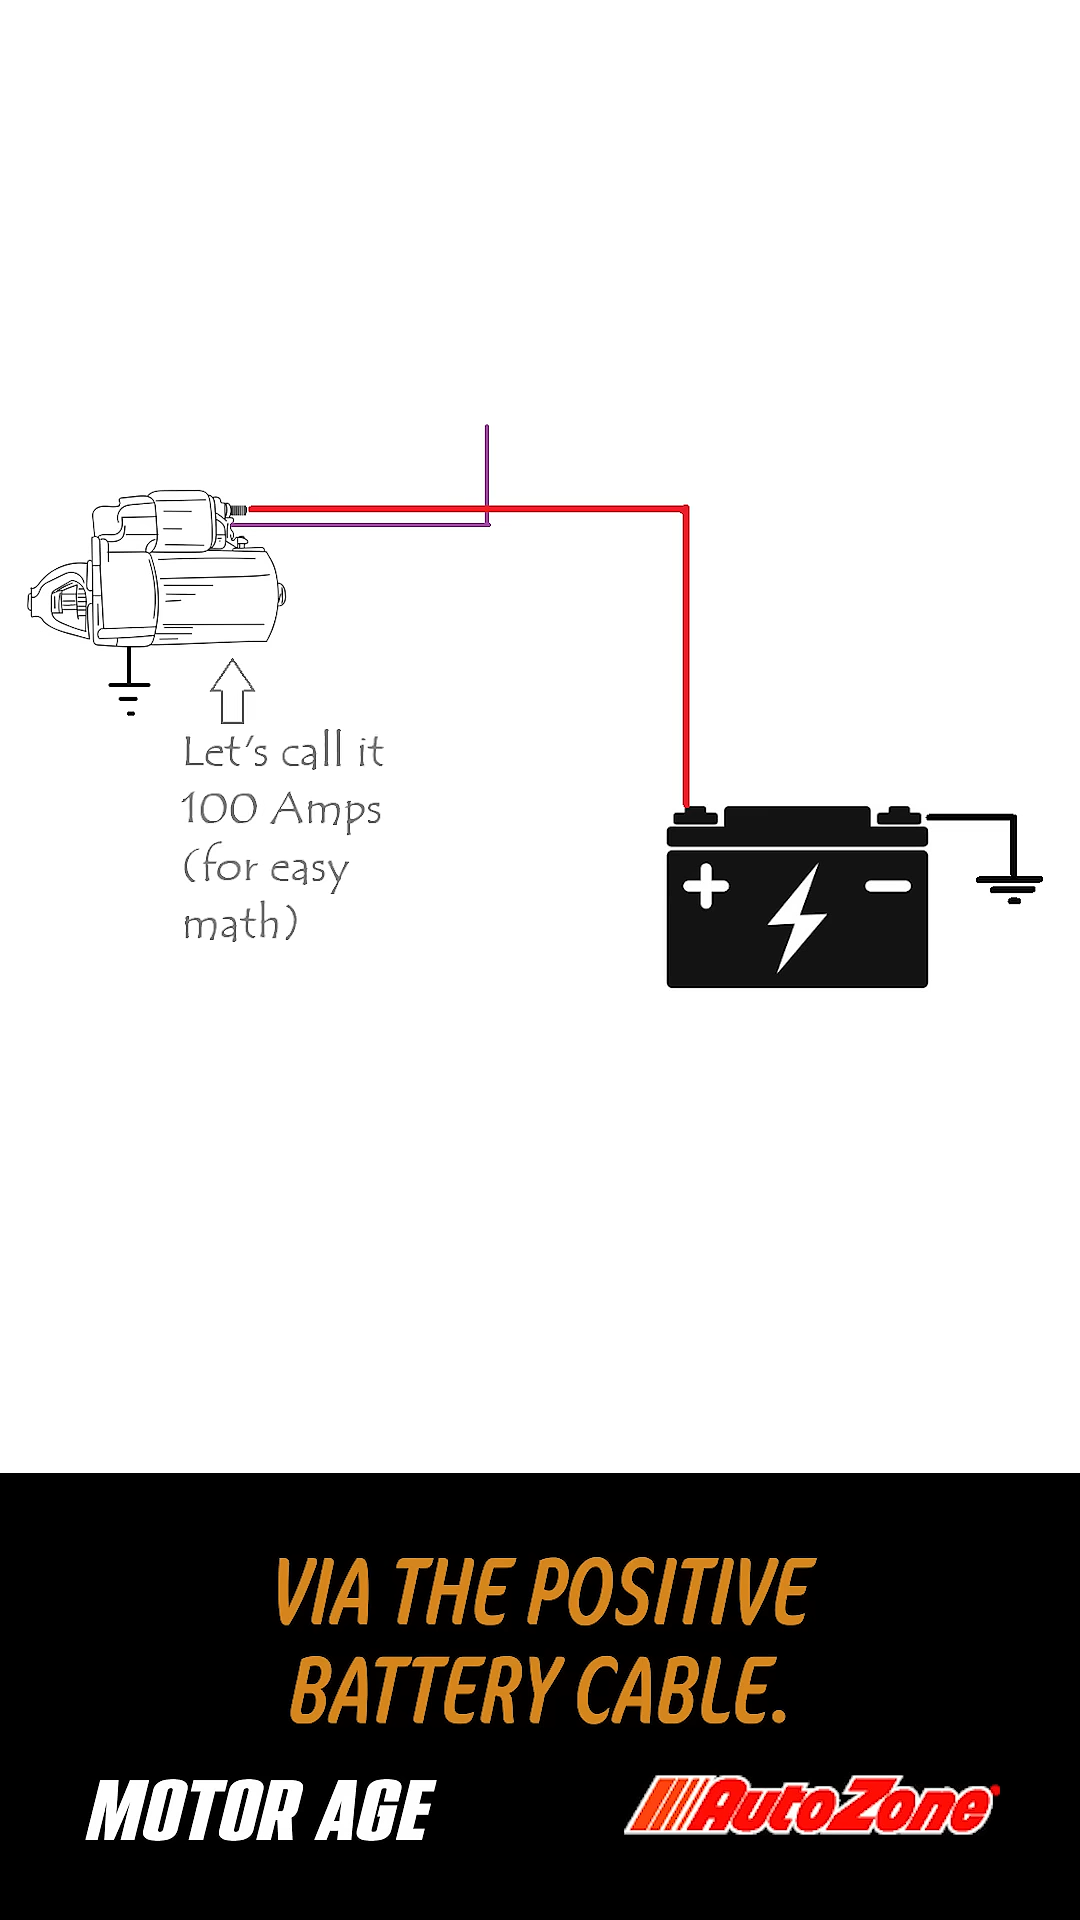 Let's call it
100 Amps
(for easy
math)
VIA THE POSITIVE
BATTERY CABLE.
MOTOR AGE
AutoZone